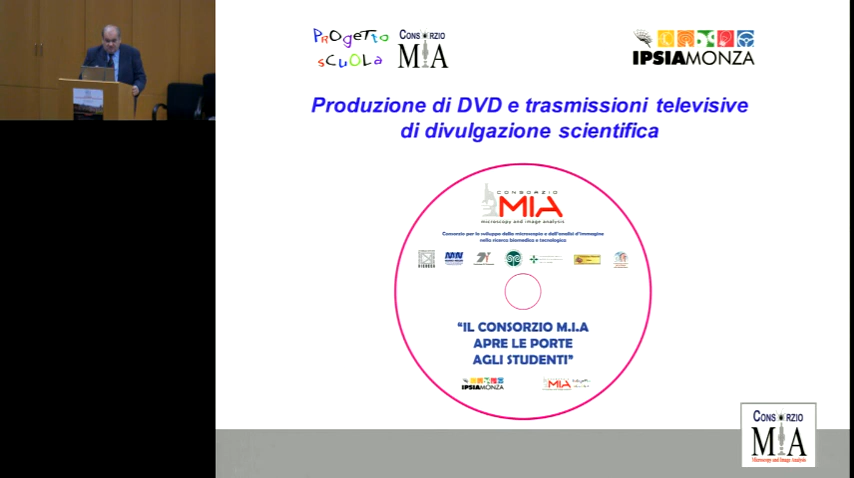 PROgeTTo
sCUOLa
CONSORZIO
MIA
IPSIAMONZA
Produzione di DVD e trasmissioni televisive
di divulgazione scientifica
CONSORZIO
MIA
microscopy and image analysis
Consorzio per lo sviluppo della microscopia e dell'analisi d'immagine
nella ricerca biomedica e tecnologica
BICOCCA
"IL CONSORZIO M.I.A
APRE LE PORTE
AGLI STUDENTI"
IPSIAMONZA
MIA
CONSORZIO
MIA
Microscopy and Image Analysis